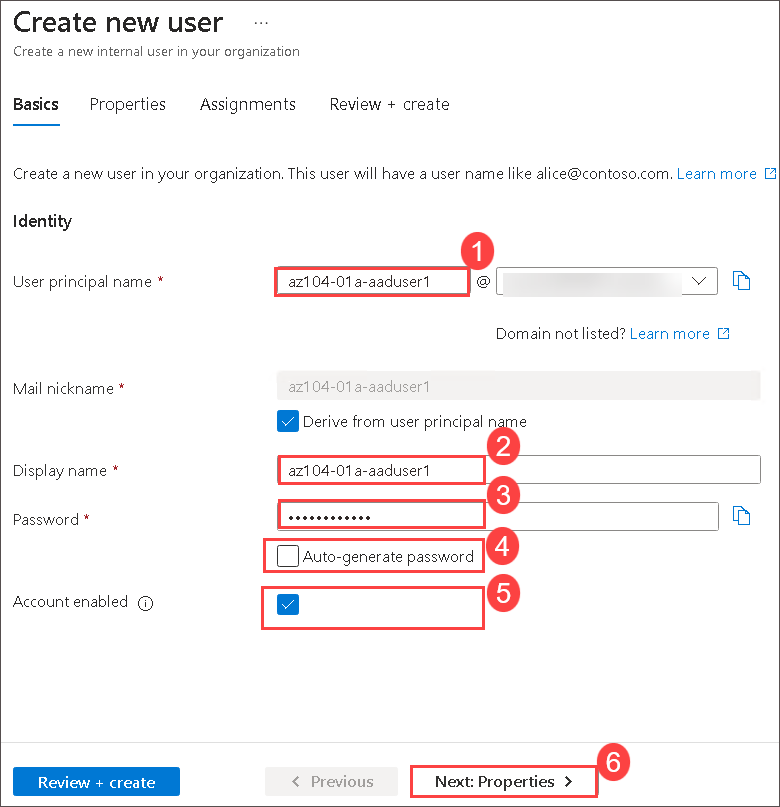 Create new user ...
Create a new internal user in your organization
Basics Properties Assignments Review + create
Create a new user in your organization. This user will have a user name like alice@contoso.com. Learn more
Identity
1
User principal name * az104-01a-aaduser1 @
Domain not listed? Learn more
Mail nickname * az104-01a-aaduser1
Derive from user principal name
2
Display name * az104-01a-aaduser1
3
Password * ••••••••••••
Auto-generate password 4
Account enabled 5
6
Review + create < Previous Next: Properties >